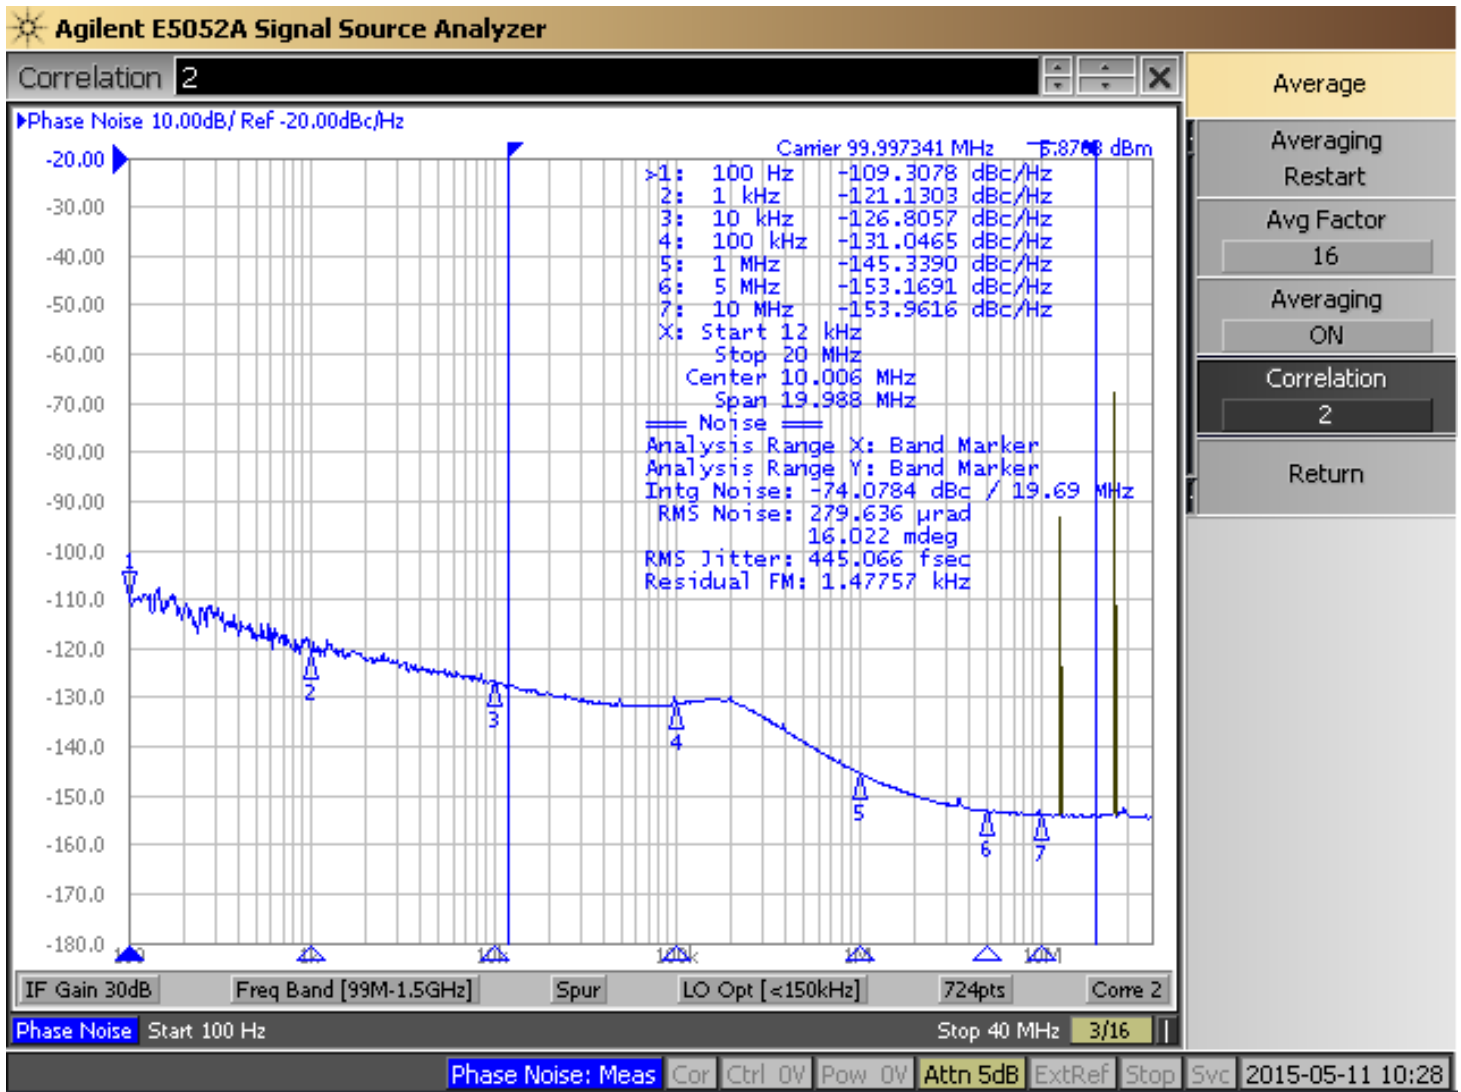 Agilent E5052A Signal Source Analyzer
Correlation 2
Phase Noise 10.00dB/ Ref -20.00dBc/Hz
Carrier 99.997341 MHz dBm
-20.00
-30.00
-40.00
-50.00
-60.00
-70.00
-80.00
-90.00
-100.0
-110.0
-120.0
-130.0
-140.0
-150.0
-160.0
-170.0
-180.0
>1: 100 Hz -109.3078 dBc/Hz
2: 1 kHz -121.1303 dBc/Hz
3: 10 kHz -126.8057 dBc/Hz
4: 100 kHz -131.0465 dBc/Hz
5: 1 MHz -145.3390 dBc/Hz
6: 5 MHz -153.1691 dBc/Hz
7: 10 MHz -153.9616 dBc/Hz
X: Start 12 kHz
Stop 20 MHz
Center 10.006 MHz
Span 19.988 MHz
=== Noise ===
Analysis Range X: Band Marker
Analysis Range Y: Band Marker
Intg Noise: -74.0784 dBc / 19.69 MHz
RMS Noise: 279.636 µrad
16.022 mdeg
RMS Jitter: 445.066 fsec
Residual FM: 1.47757 kHz
1
2
3
4
5
6
7
100 1k 10k 100k 1M 10M
IF Gain 30dB Freq Band [99M-1.5GHz] Spur LO Opt [<150kHz] 724pts Corre 2
Phase Noise Start 100 Hz Stop 40 MHz 3/16
Phase Noise: Meas Cor Ctrl 0V Pow 0V Attn 5dB ExtRef Stop Svc 2015-05-11 10:28
Average
Averaging
Restart
Avg Factor
16
Averaging
ON
Correlation
2
Return